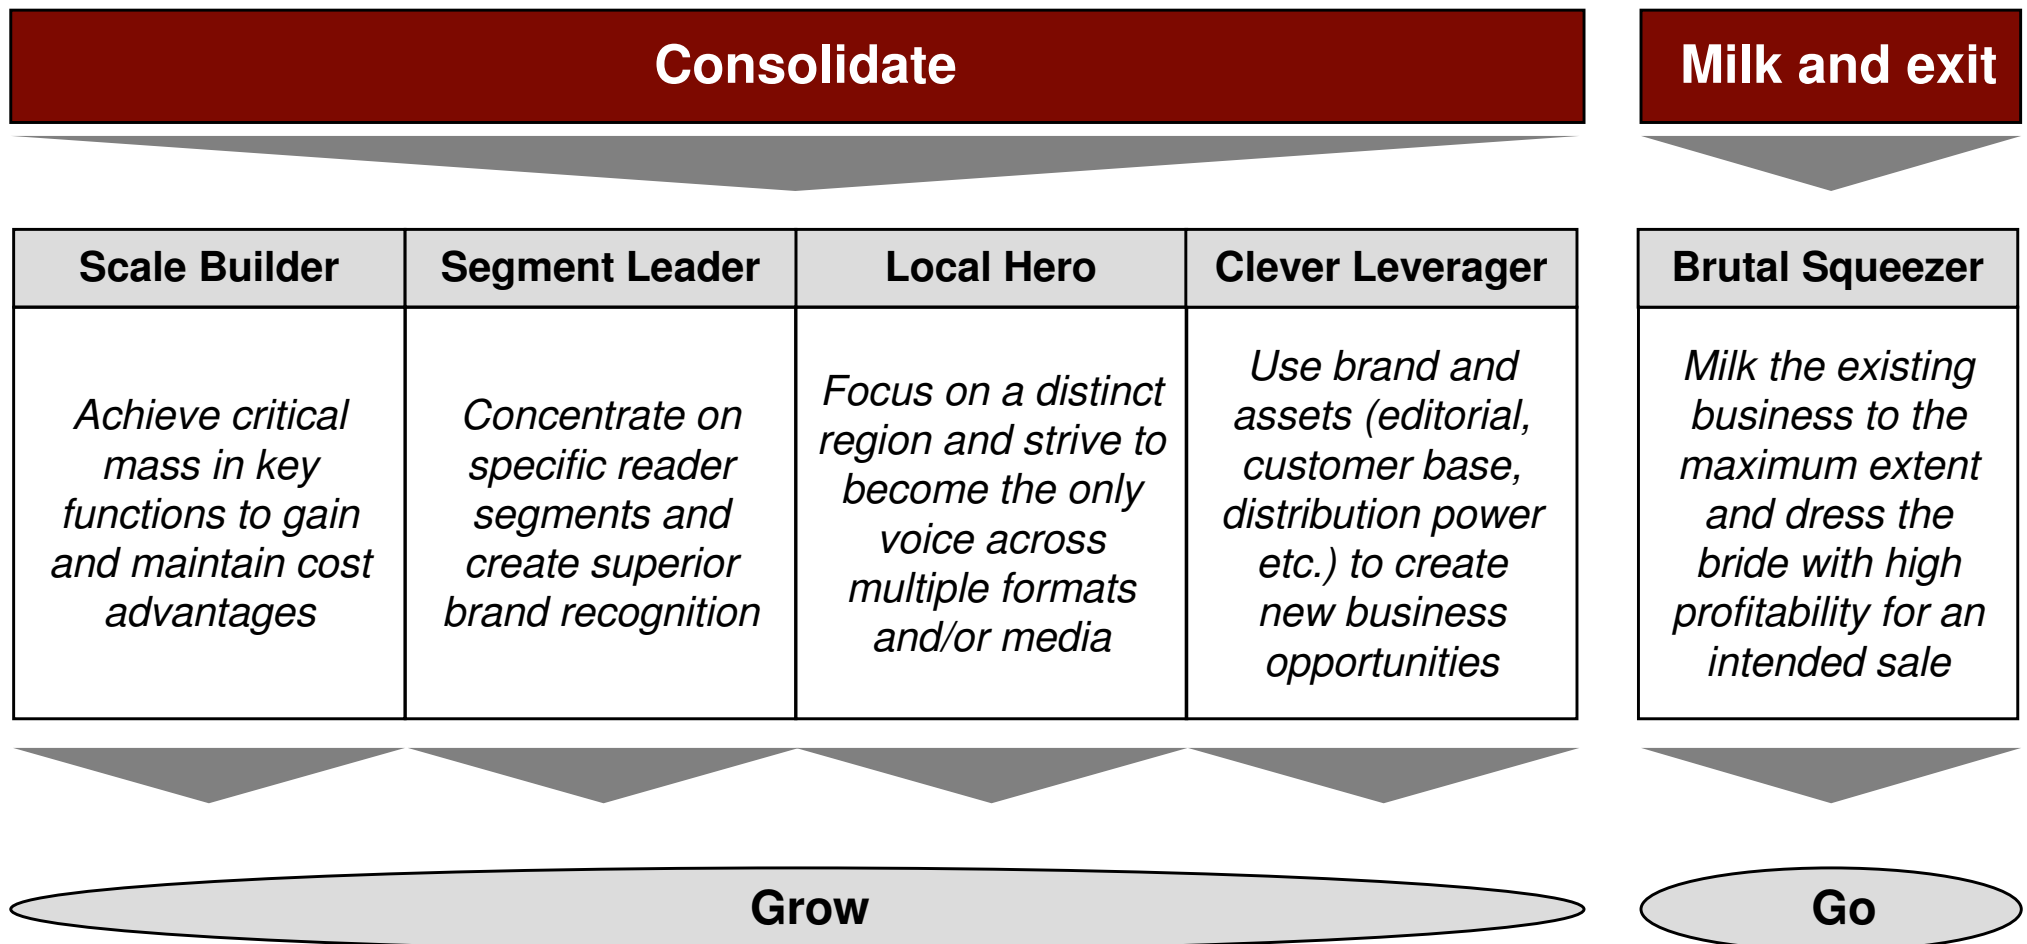 Consolidate
Milk and exit
Scale Builder
Segment Leader
Local Hero
Clever Leverager
Brutal Squeezer
Achieve critical
mass in key
functions to gain
and maintain cost
advantages
Concentrate on
specific reader
segments and
create superior
brand recognition
Focus on a distinct
region and strive to
become the only
voice across
multiple formats
and/or media
Use brand and
assets (editorial,
customer base,
distribution power
etc.) to create
new business
opportunities
Milk the existing
business to the
maximum extent
and dress the
bride with high
profitability for an
intended sale
Grow
Go